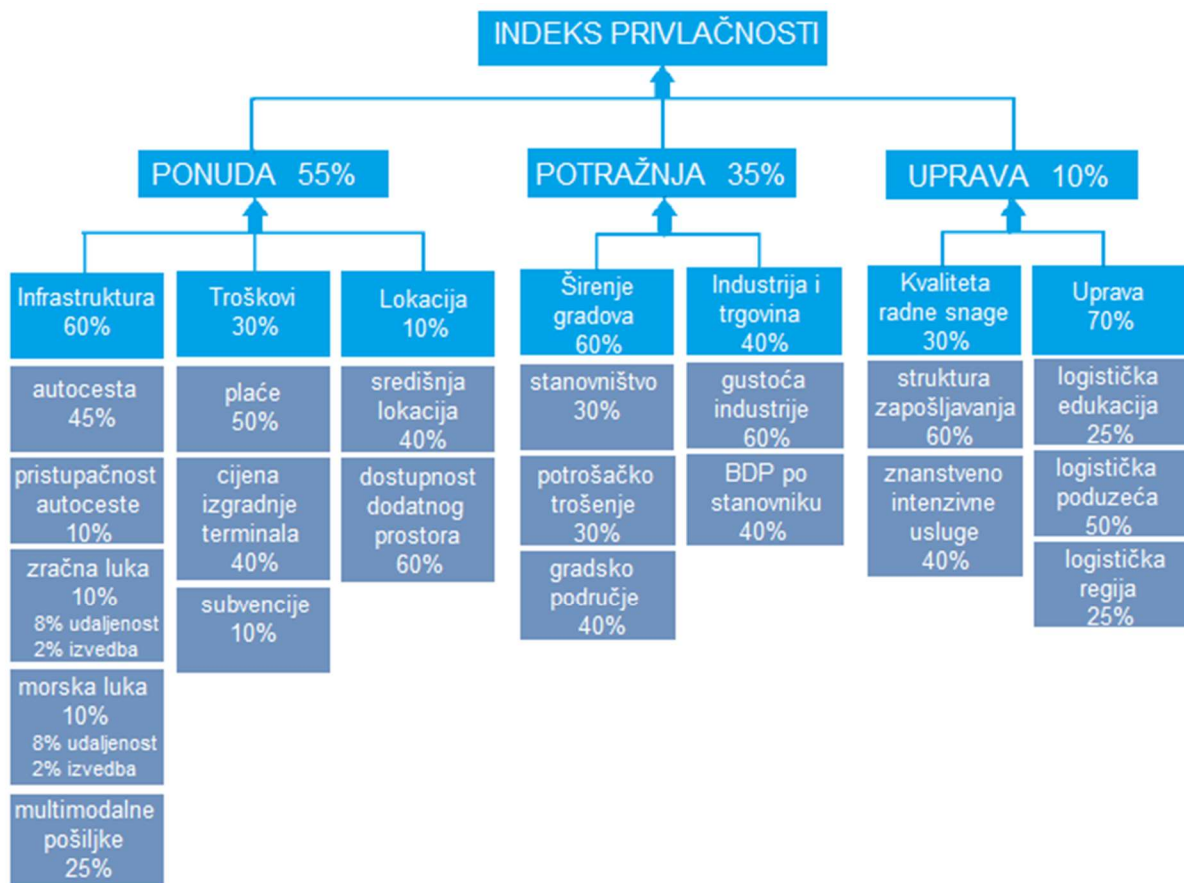 INDEKS PRIVLAČNOSTI
PONUDA 55%
POTRAŽNJA 35%
UPRAVA 10%
Infrastruktura
60%
autocesta
45%
pristupačnost
autoceste
10%
zračna luka
10%
8% udaljenost
2% izvedba
morska luka
10%
8% udaljenost
2% izvedba
multimodalne
pošiljke
25%
Troškovi
30%
plaće
50%
cijena
izgradnje
terminala
40%
subvencije
10%
Lokacija
10%
središnja
lokacija
40%
dostupnost
dodatnog
prostora
60%
Širenje
gradova
60%
stanovništvo
30%
potrošačko
trošenje
30%
gradsko
područje
40%
Industrija i
trgovina
40%
gustoća
industrije
60%
BDP po
stanovniku
40%
Kvaliteta
radne snage
30%
struktura
zapošljavanja
60%
znanstveno
intenzivne
usluge
40%
Uprava
70%
logistička
edukacija
25%
logistička
poduzeća
50%
logistička
regija
25%